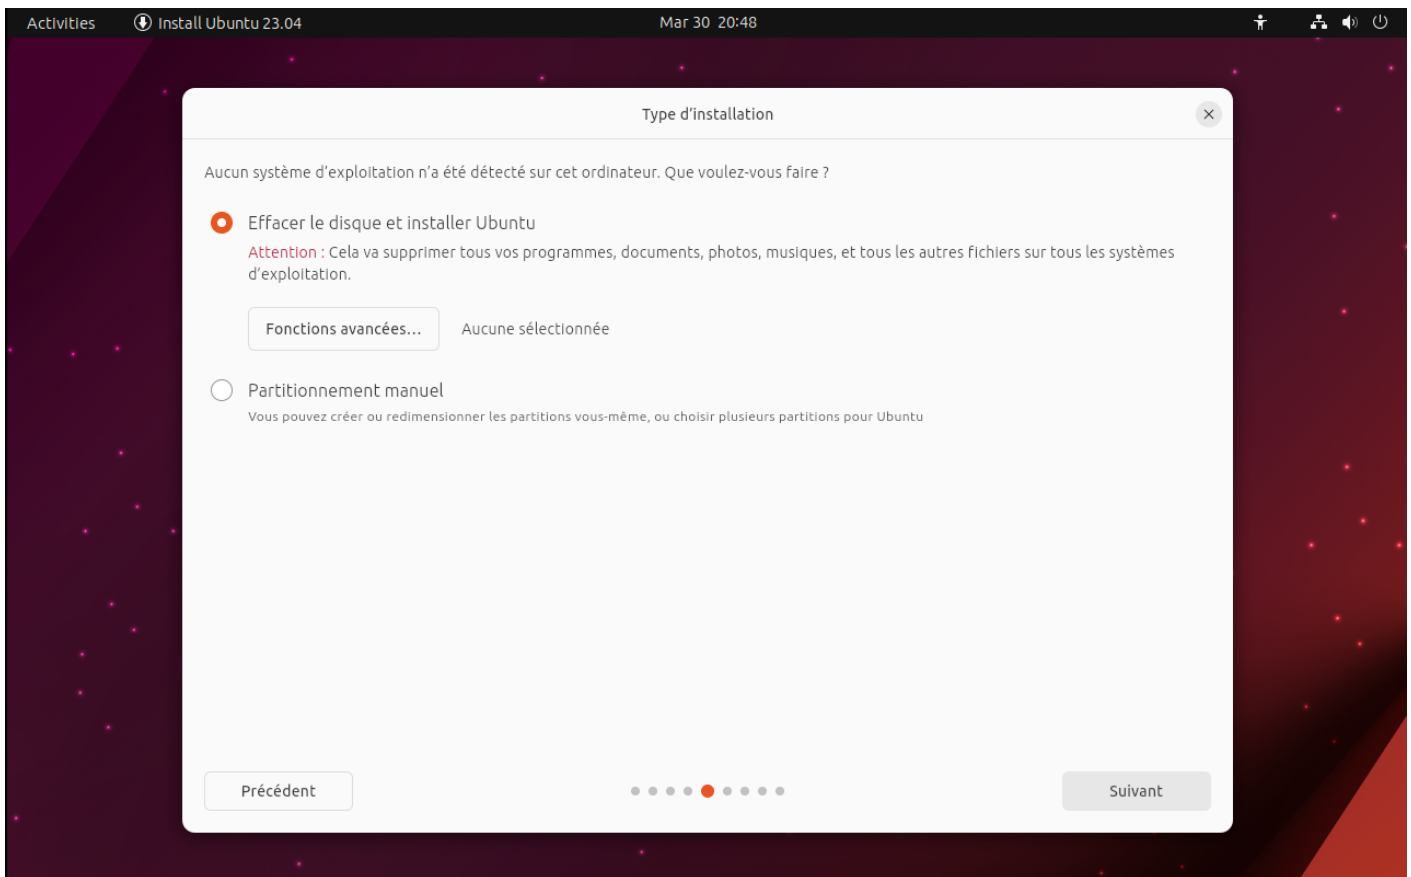 Activities
Install Ubuntu 23.04
Mar 30 20:48
Type d’installation
Aucun système d’exploitation n’a été détecté sur cet ordinateur. Que voulez-vous faire ?
Effacer le disque et installer Ubuntu
Attention : Cela va supprimer tous vos programmes, documents, photos, musiques, et tous les autres fichiers sur tous les systèmes
d’exploitation.
Fonctions avancées...
Aucune sélectionnée
Partitionnement manuel
Vous pouvez créer ou redimensionner les partitions vous-même, ou choisir plusieurs partitions pour Ubuntu
Précédent
Suivant